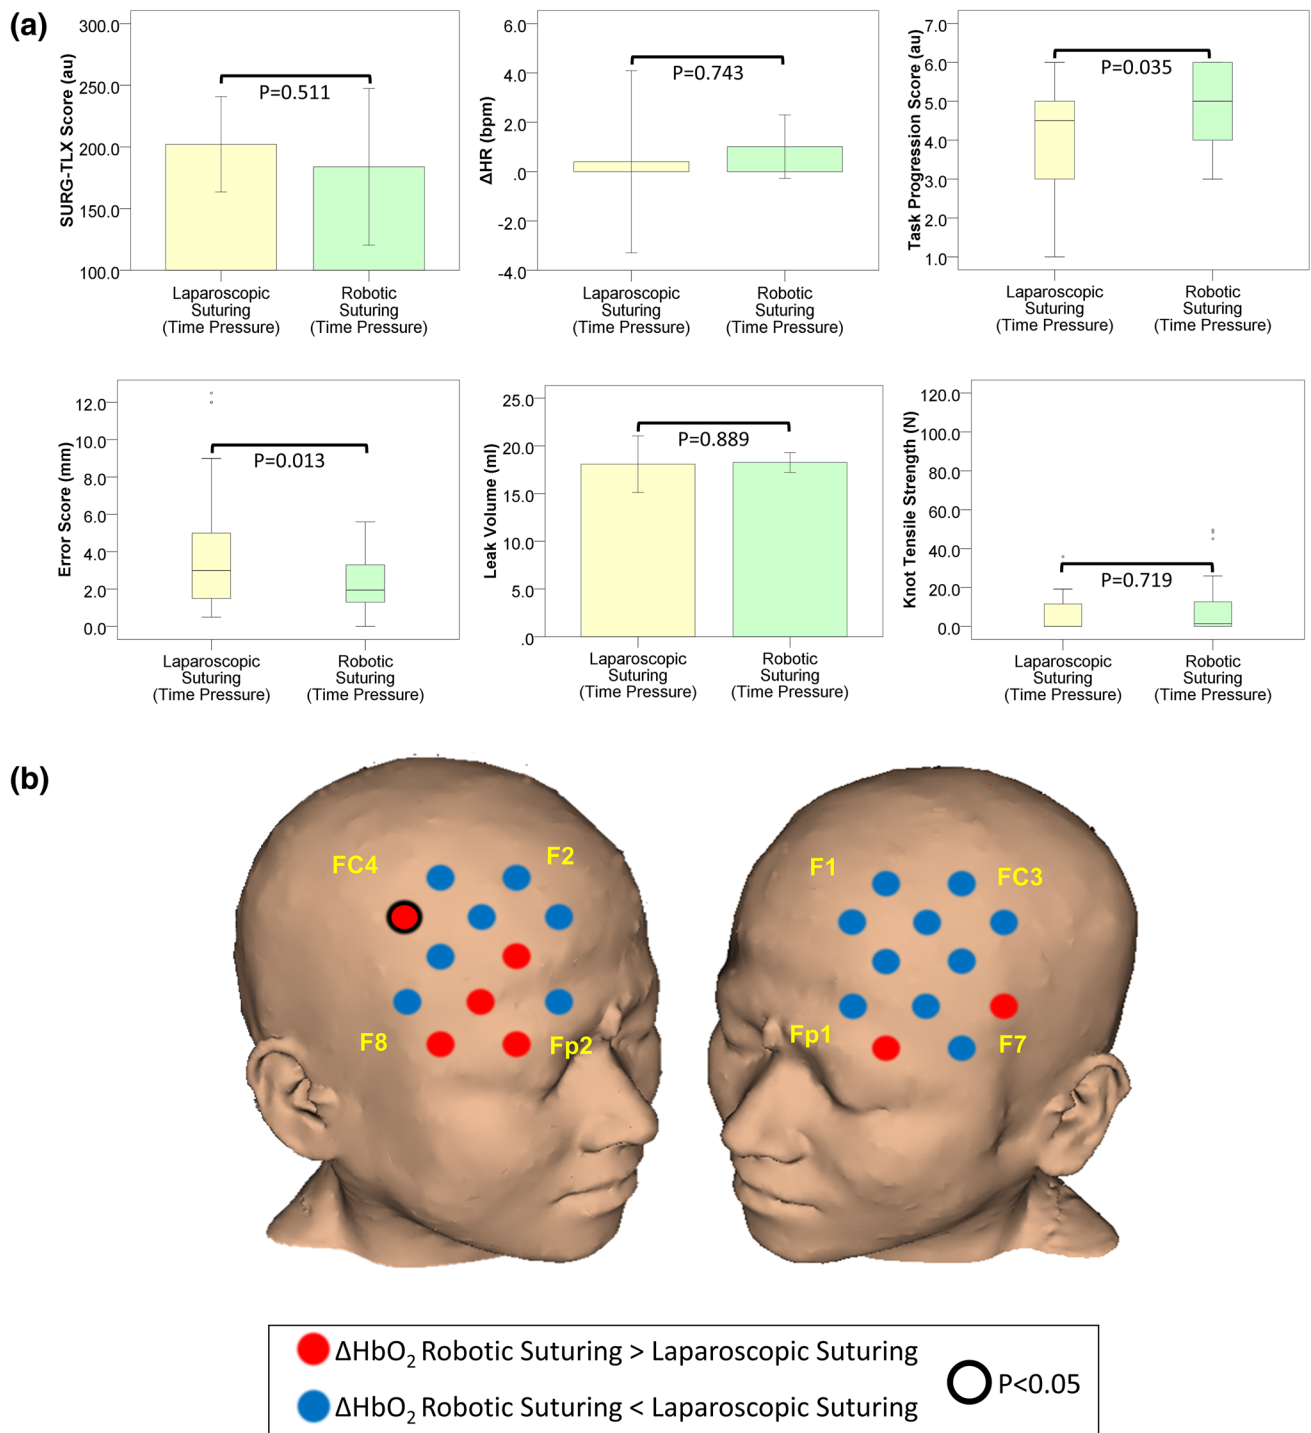 (a)
SURG-TLX Score (au)
300.0
250.0
200.0
150.0
100.0
P=0.511
Laparoscopic
Suturing
(Time Pressure)
Robotic
Suturing
(Time Pressure)
ΔHR (bpm)
6.0
4.0
2.0
.0
-2.0
-4.0
P=0.743
Laparoscopic
Suturing
(Time Pressure)
Robotic
Suturing
(Time Pressure)
Task Progression Score (au)
7.0
6.0
5.0
4.0
3.0
2.0
1.0
P=0.035
Laparoscopic
Suturing
(Time Pressure)
Robotic
Suturing
(Time Pressure)
Error Score (mm)
12.0
10.0
8.0
6.0
4.0
2.0
0.0
P=0.013
Laparoscopic
Suturing
(Time Pressure)
Robotic
Suturing
(Time Pressure)
Leak Volume (ml)
25.0
20.0
15.0
10.0
5.0
.0
P=0.889
Laparoscopic
Suturing
(Time Pressure)
Robotic
Suturing
(Time Pressure)
Knot Tensile Strength (N)
120.0
100.0
80.0
60.0
40.0
20.0
0.0
P=0.719
Laparoscopic
Suturing
(Time Pressure)
Robotic
Suturing
(Time Pressure)
(b)
FC4
F2
F8
Fp2
F1
FC3
Fp1
F7
ΔHbO₂ Robotic Suturing > Laparoscopic Suturing
ΔHbO₂ Robotic Suturing < Laparoscopic Suturing
P<0.05